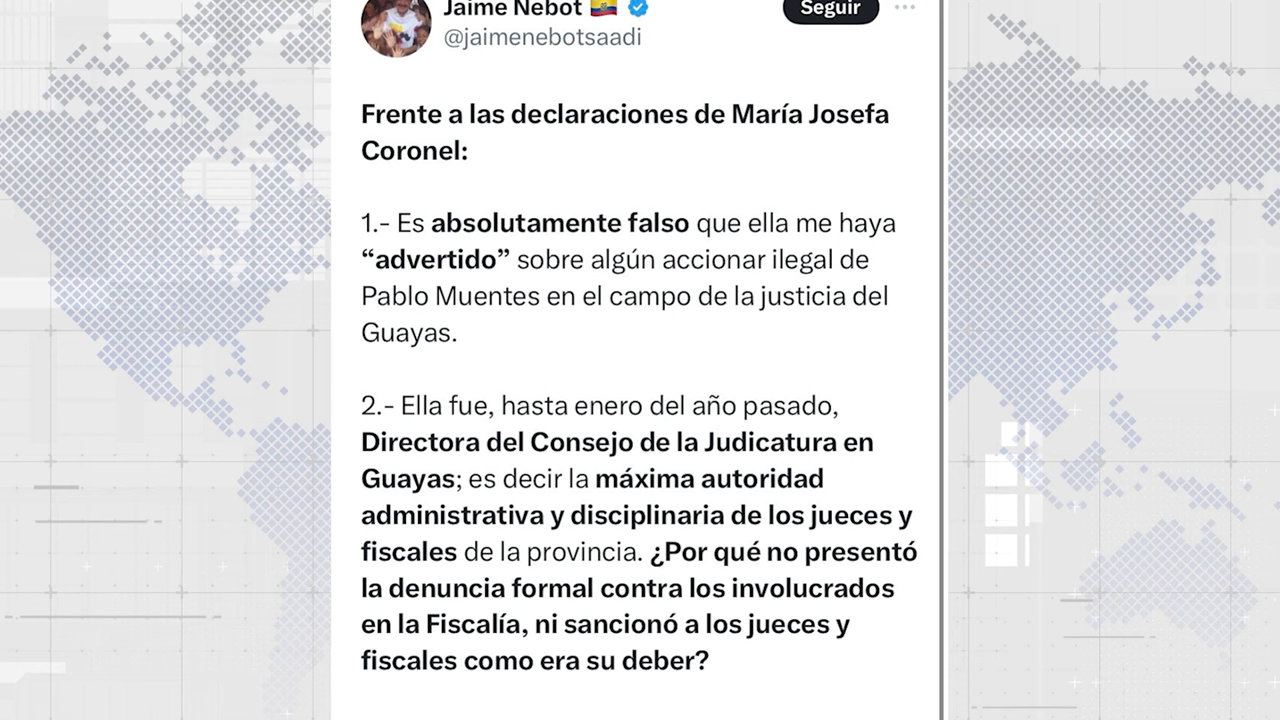 Jaime Nebot
Seguir
@jaimenebotsaadi
Frente a las declaraciones de María Josefa
Coronel:
1.- Es absolutamente falso que ella me haya
“advertido” sobre algún accionar ilegal de
Pablo Muentes en el campo de la justicia del
Guayas.
2.- Ella fue, hasta enero del año pasado,
Directora del Consejo de la Judicatura en
Guayas; es decir la máxima autoridad
administrativa y disciplinaria de los jueces y
fiscales de la provincia. ¿Por qué no presentó
la denuncia formal contra los involucrados
en la Fiscalía, ni sancionó a los jueces y
fiscales como era su deber?